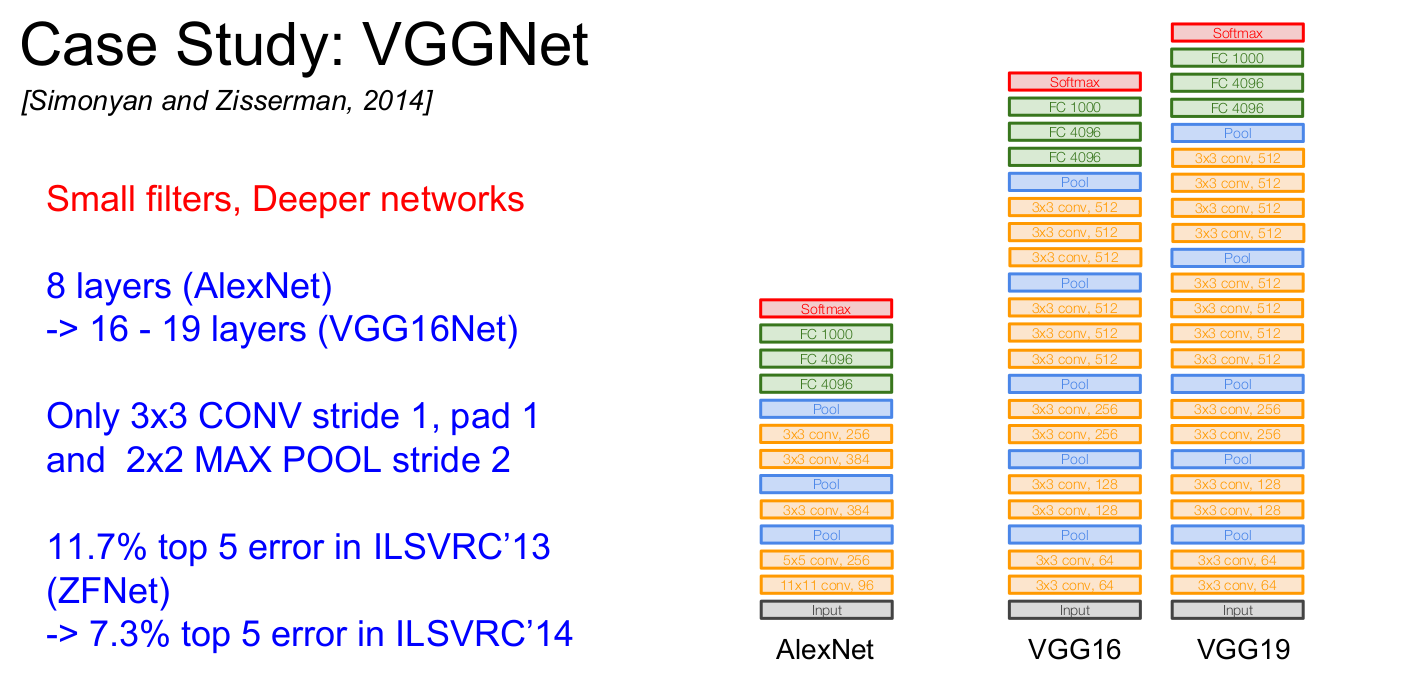 Case Study: VGGNet
[Simonyan and Zisserman, 2014]
Small filters, Deeper networks
8 layers (AlexNet)
-> 16 - 19 layers (VGG16Net)
Only 3x3 CONV stride 1, pad 1
and 2x2 MAX POOL stride 2
11.7% top 5 error in ILSVRC’13
(ZFNet)
-> 7.3% top 5 error in ILSVRC’14
Softmax
FC 1000
FC 4096
FC 4096
Pool
3x3 conv, 256
3x3 conv, 384
Pool
3x3 conv, 384
Pool
5x5 conv, 256
11x11 conv, 96
Input
AlexNet
Softmax
FC 1000
FC 4096
FC 4096
Pool
3x3 conv, 512
3x3 conv, 512
3x3 conv, 512
Pool
3x3 conv, 512
3x3 conv, 512
3x3 conv, 512
Pool
3x3 conv, 256
3x3 conv, 256
Pool
3x3 conv, 128
3x3 conv, 128
Pool
3x3 conv, 64
3x3 conv, 64
Input
VGG16
Softmax
FC 1000
FC 4096
FC 4096
Pool
3x3 conv, 512
3x3 conv, 512
3x3 conv, 512
3x3 conv, 512
Pool
3x3 conv, 512
3x3 conv, 512
3x3 conv, 512
3x3 conv, 512
Pool
3x3 conv, 256
3x3 conv, 256
Pool
3x3 conv, 128
3x3 conv, 128
Pool
3x3 conv, 64
3x3 conv, 64
Input
VGG19